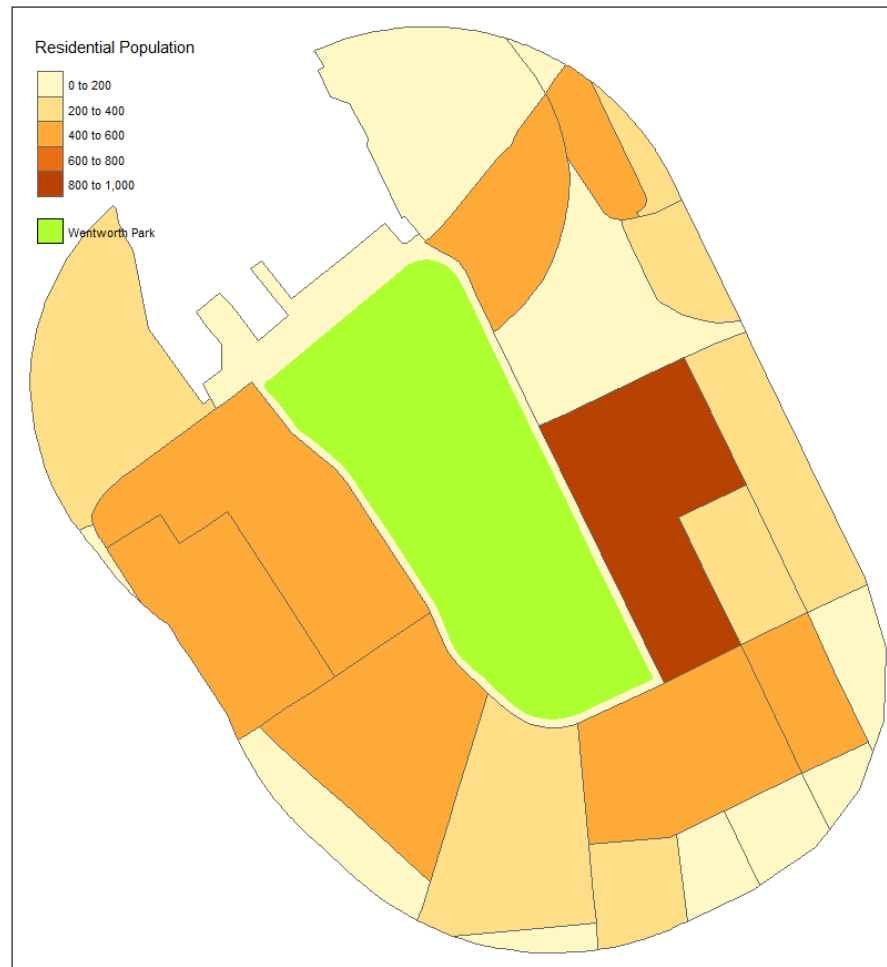 Residential Population
0 to 200
200 to 400
400 to 600
600 to 800
800 to 1,000
Wentworth Park